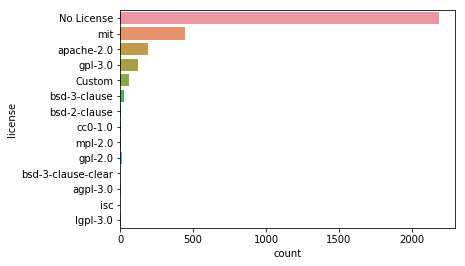 No License
mit
apache-2.0
gpl-3.0
Custom
bsd-3-clause
bsd-2-clause
cc0-1.0
mpl-2.0
gpl-2.0
bsd-3-clause-clear
agpl-3.0
isc
lgpl-3.0
license
0 500 1000 1500 2000
count